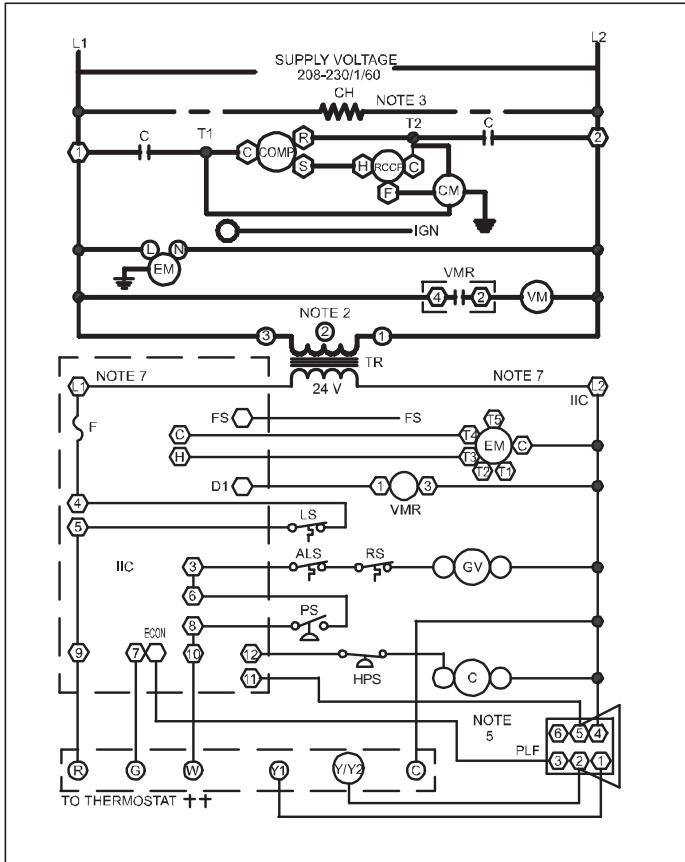 L1 L2
SUPPLY VOLTAGE
208-230/1/60
CH NOTE 3
C T1 T2 C
1 C COMP R 2
S H RCCF C
F CM
IGN
L N
EM
VMR
4 2 VM
NOTE 2
3 2 1
TR
L1 NOTE 7 24 V NOTE 7 L2
IIC
F FS FS
T5
C T4 EM C
H T3
T2 T1
D1 1 3
VMR
4
5 LS
IIC 3 ALS RS GV
6
8 PS
ECON
9 7 10 12 C
HPS
11
NOTE
5
6 5 4
PLF 3 2 1
R G W Y1 Y/Y2 C
TO THERMOSTAT ++